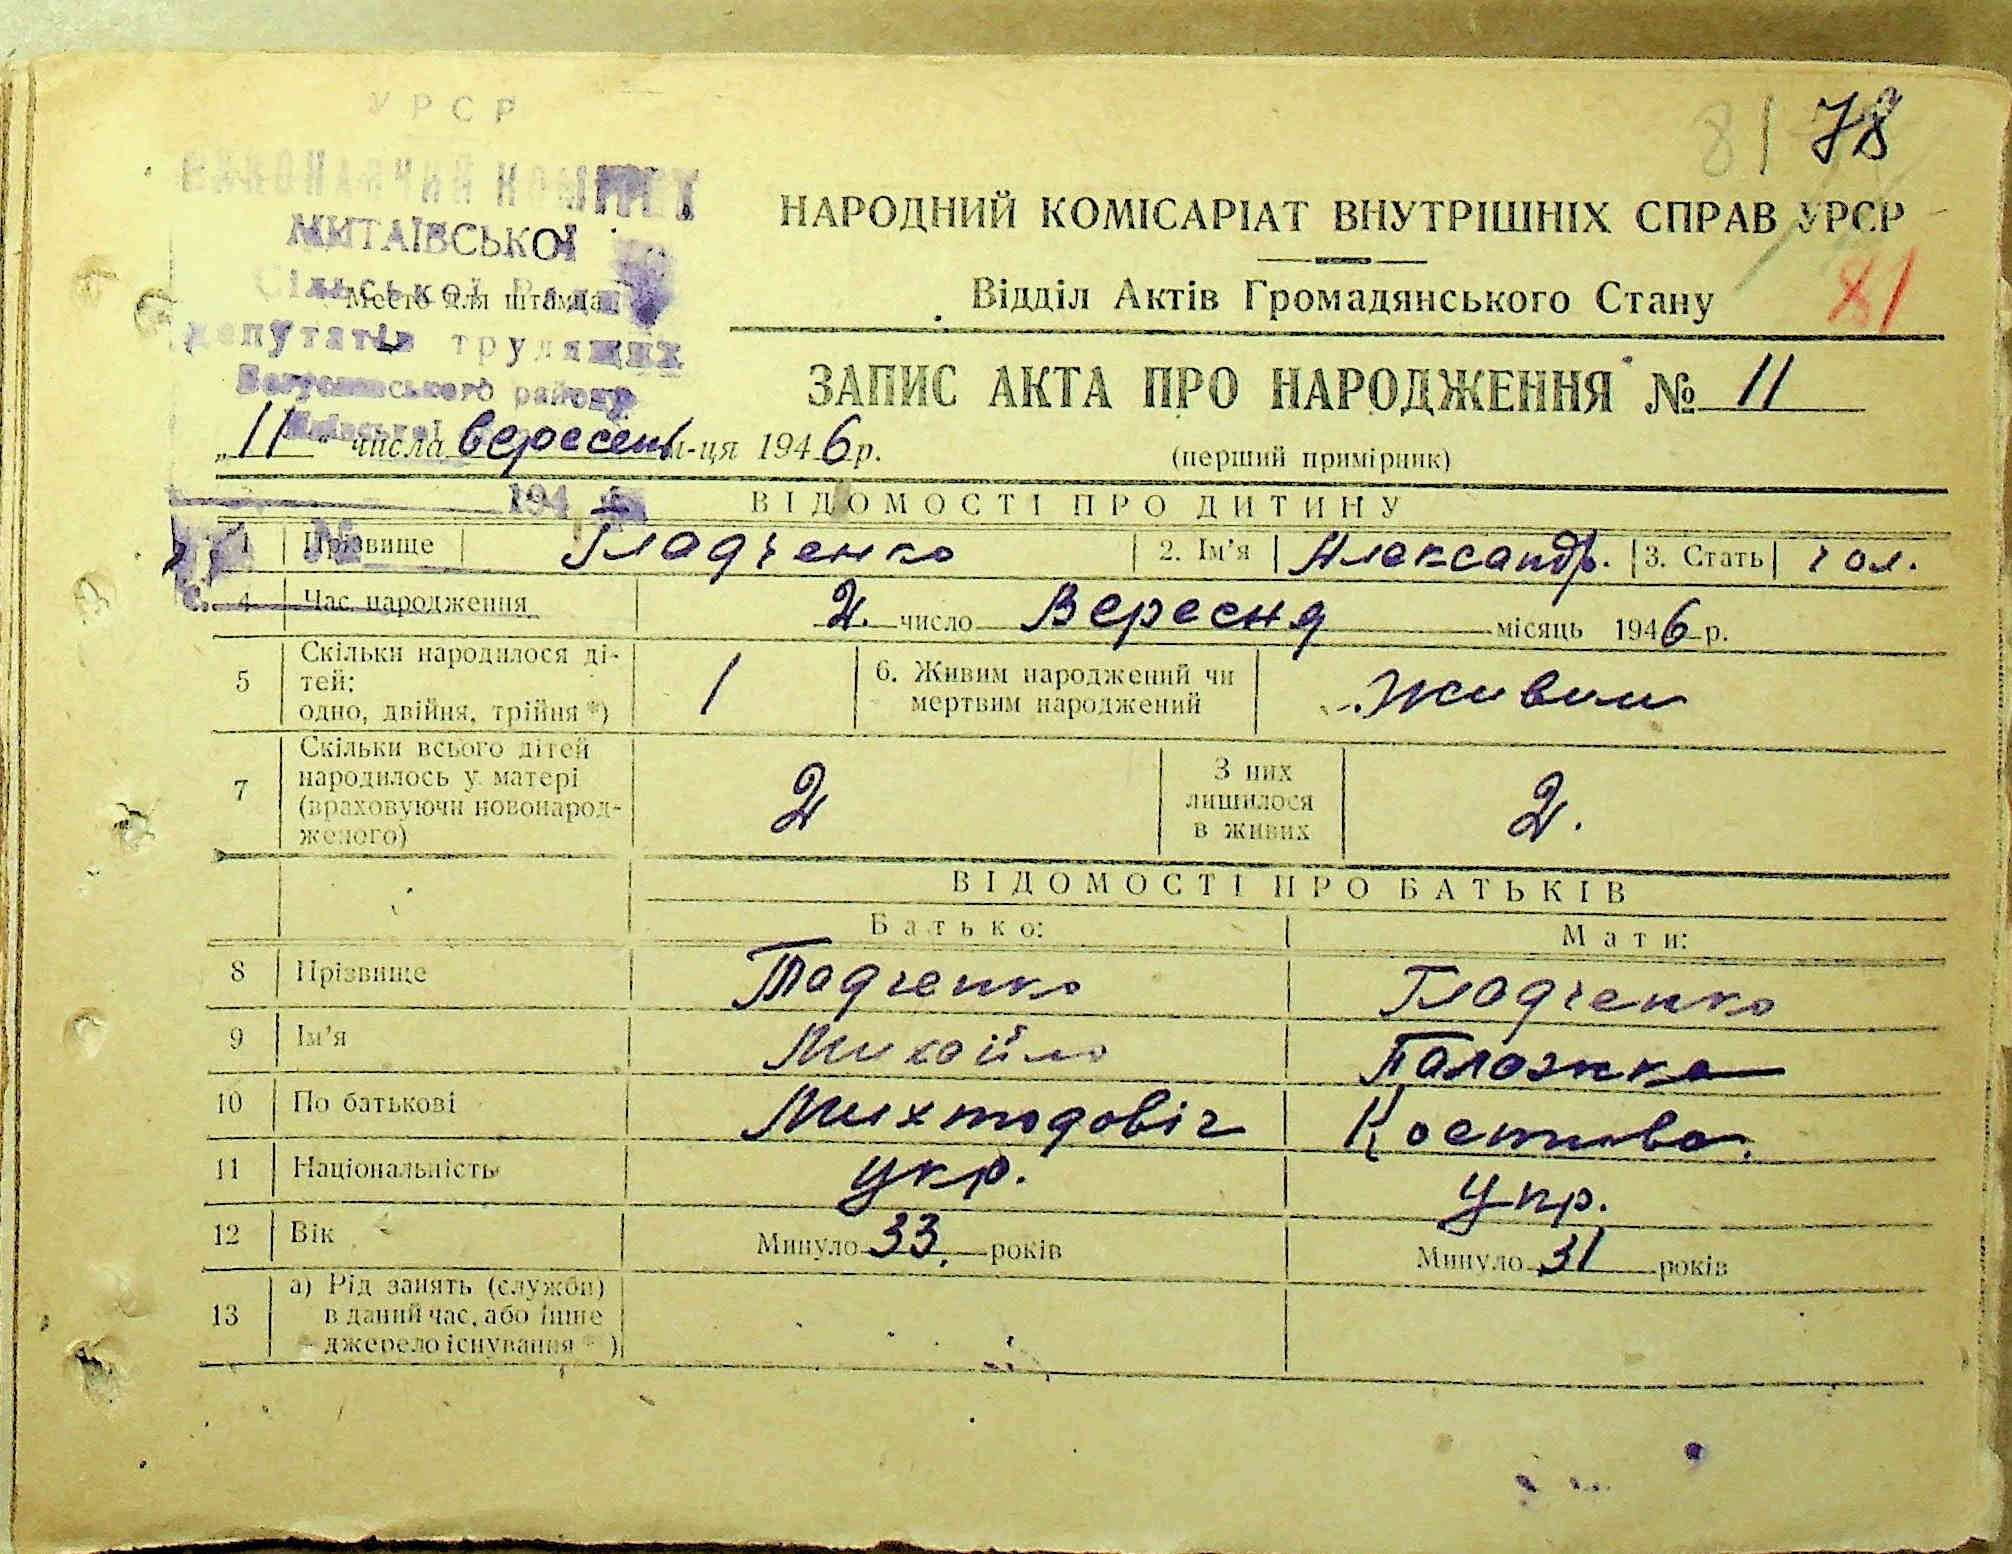 УРСР
ВИКОНАВЧИЙ КОМІТЕТ
МИТАЇВСЬКОЇ
Сільської Ради
Место для штампа
депутатів трудящих
Богуславського району
Київської
194
№
81 78
НАРОДНИЙ КОМІСАРІАТ ВНУТРІШНІХ СПРАВ УРСР
Відділ Актів Громадянського Стану
81
ЗАПИС АКТА ПРО НАРОДЖЕННЯ № 11
„11“ числа вересень м-ця 1946 р.
(перший примірник)
ВІДОМОСТІ ПРО ДИТИНУ
1 Прізвище Гладченко 2. Ім'я Александр. 3. Стать чол.
4 Час народження 2. число Вересня місяць 1946 р.
5 Скільки народилося ді-
тей:
одно, двійня, трійня *) 1 6. Живим народжений чи
мертвим народжений живим
7 Скільки всього дітей
народилось у матері
(враховуючи новонарод-
женого) 2 З них
лишилося
в живих 2.
ВІДОМОСТІ ПРО БАТЬКІВ
Батько: Мати:
8 Прізвище Гладченко Гладченко
9 Ім'я Михайло Палажка
10 По батькові
11 Національність укр. укр.
12 Вік Минуло 33. років Минуло 31 років
13 а) Рід занять (служби)
в даний час, або інше
джерело існування *)